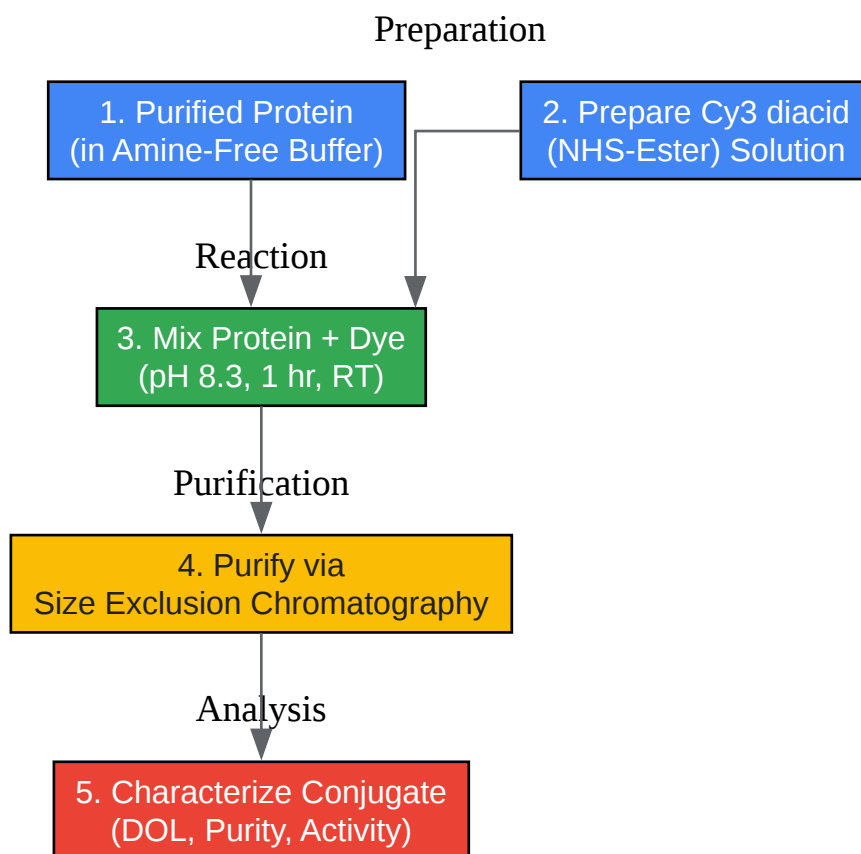 Preparation
1. Purified Protein
(in Amine-Free Buffer)
2. Prepare Cy3 diacid
(NHS-Ester) Solution
Reaction
3. Mix Protein + Dye
(pH 8.3, 1 hr, RT)
Purification
4. Purify via
Size Exclusion Chromatography
Analysis
5. Characterize Conjugate
(DOL, Purity, Activity)